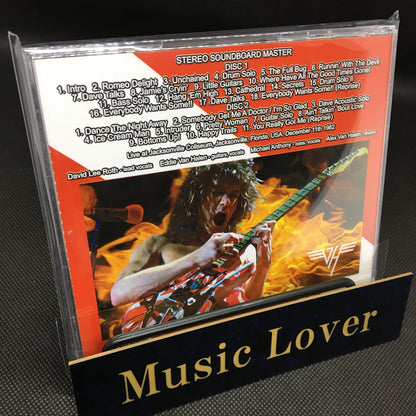 STEREO SOUNDBOARD MASTER
DISC 1
1. Intro 2. Romeo Delight 3. Unchained 4. Drum Solo 5. The Full Bug 6. Runnin' With The Devil
7. Dave Talks 8. Jamie's Cryin' 9. Little Guitars 10. Where Have All The Good Times Gone!
11. Bass Solo 12. Hang 'Em High 13. Cathedral 14. Secrets 15. Drum Solo II
16. Everybody Wants Some!! 17. Dave Talks 18. Everybody Wants Some!! (Reprise)
DISC 2
1. Dance The Night Away 2. Somebody Get Me A Doctor / I'm So Glad 3. Dave Acoustic Solo
4. Ice Cream Man 5. Intruder 6. Pretty Woman 7. Guitar Solo 8. Ain't Talkin' 'Bout Love
9. Bottoms Up! 10. Happy Trails 11. You Really Got Me (Reprise)
Live at Jacksonville Coliseum, Jacksonville, Florida, USA, December 11th 1982
David Lee Roth - lead vocals Eddie Van Halen - guitars, vocals Michael Anthony - bass, vocals Alex Van Halen - drums
VH
Music Lover